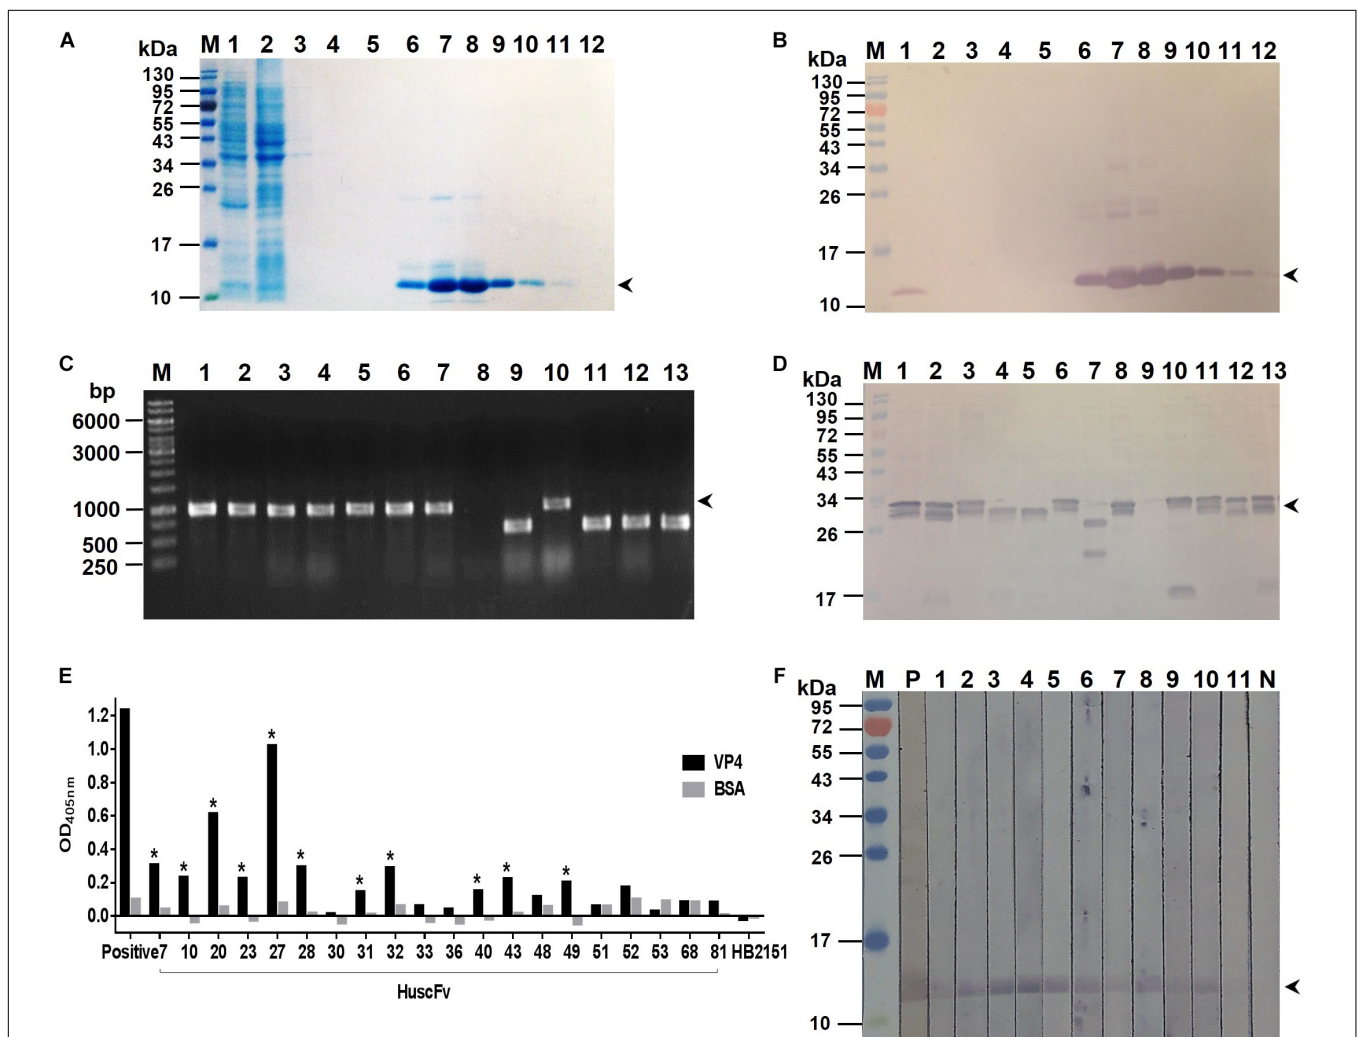 A
kDa M 1 2 3 4 5 6 7 8 9 10 11 12
130
95
72
55
43
34
26
17
10
B
kDa M 1 2 3 4 5 6 7 8 9 10 11 12
130
95
72
55
43
34
26
17
10
C
bp M 1 2 3 4 5 6 7 8 9 10 11 12 13
6000
3000
1000
500
250
D
kDa M 1 2 3 4 5 6 7 8 9 10 11 12 13
130
95
72
55
43
34
26
17
E
OD405nm
1.2
1.0
0.8
0.6
0.4
0.2
0.0
* * * * * * * * * * *
VP4
BSA
Positive 7 10 20 23 27 28 30 31 32 33 36 40 43 48 49 51 52 53 68 81 HB2151
HuscFv
F
kDa M P 1 2 3 4 5 6 7 8 9 10 11 N
95
72
55
43
34
26
17
10